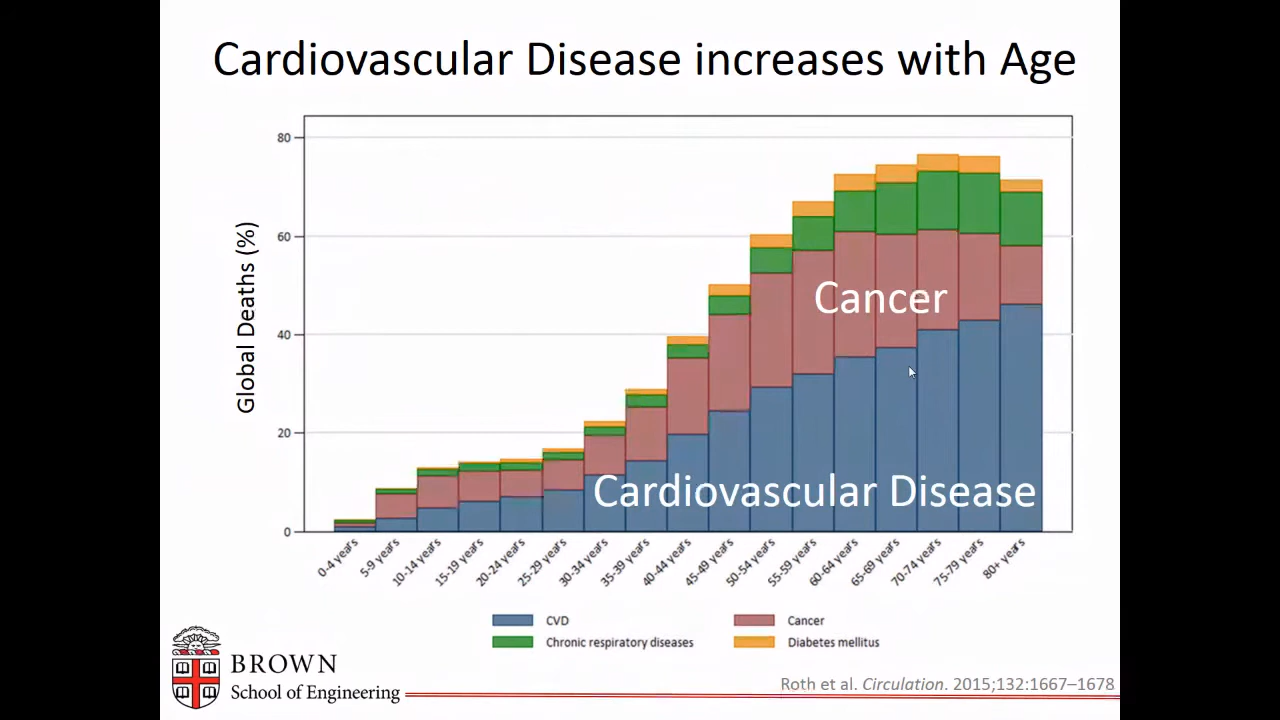 Cardiovascular Disease increases with Age
Global Deaths (%)
80
60
40
20
0
Cancer
Cardiovascular Disease
0-4 years
5-9 years
10-14 years
15-19 years
20-24 years
25-29 years
30-34 years
35-39 years
40-44 years
45-49 years
50-54 years
55-59 years
60-64 years
65-69 years
70-74 years
75-79 years
80+ years
CVD
Cancer
Chronic respiratory diseases
Diabetes mellitus
BROWN
School of Engineering
Roth et al. Circulation. 2015;132:1667–1678